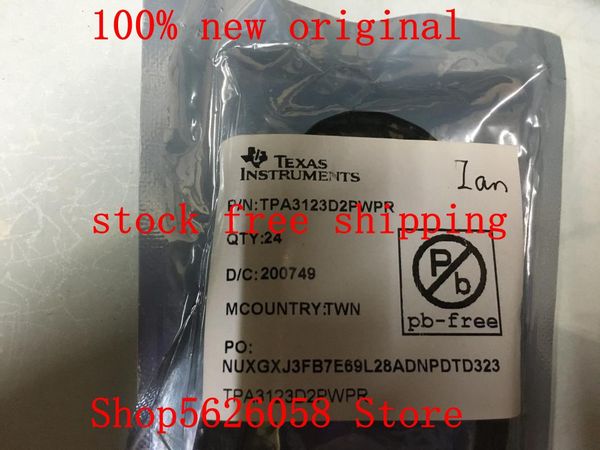 100% new original
TEXAS
INSTRUMENTS
Ian
P/N:TPA3123D2PWPR
stock free shipping
QTY:24
D/C:200749
Pb
MCOUNTRY:TWN
pb-free
PO:
NUXGXJ3FB7E69L28ADNPDTD323
TPA3123D2PWPR
Shop5626058 Store